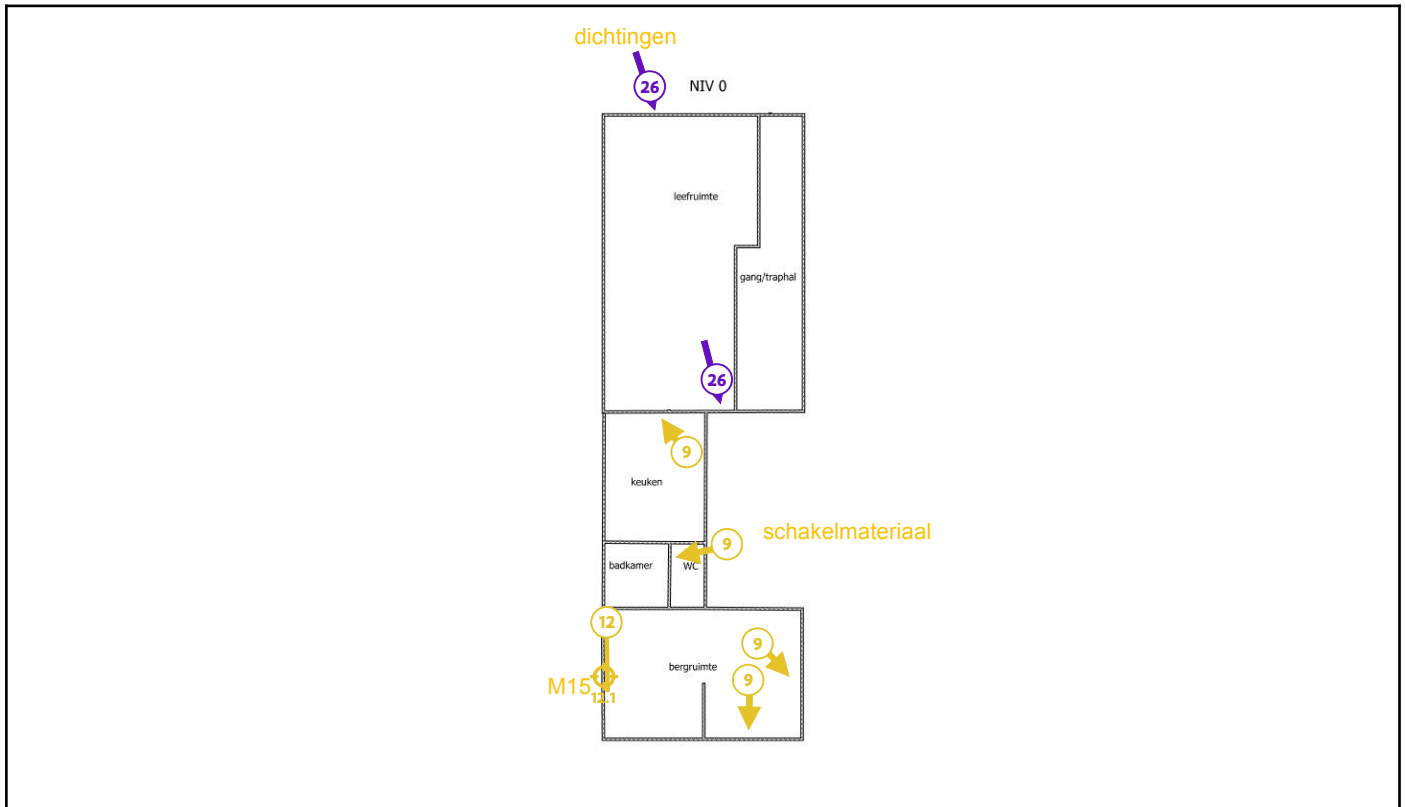 dichtingen
26
NIV 0
leefruimte
gang/traphal
26
9
keuken
schakelmateriaal
9
badkamer
WC
12
9
bergruimte
9
M15
12.1